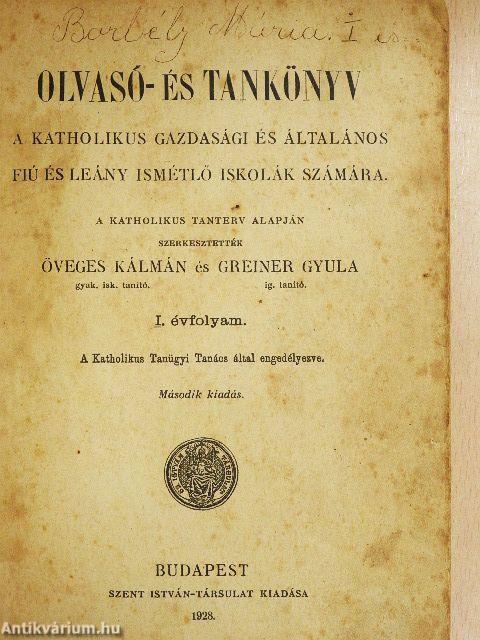 Borbély Mária. I
OLVASÓ- ÉS TANKÖNYV
A KATHOLIKUS GAZDASÁGI ÉS ÁLTALÁNOS
FIÚ ÉS LEÁNY ISMÉTLŐ ISKOLÁK SZÁMÁRA.
A KATHOLIKUS TANTERV ALAPJÁN
SZERKESZTETTÉK
ÖVEGES KÁLMÁN és GREINER GYULA
gyak. isk. tanító. ig. tanító.
I. évfolyam.
A Katholikus Tanügyi Tanács által engedélyezve.
Második kiadás.
BUDAPEST
SZENT ISTVÁN-TÁRSULAT KIADÁSA
1928.
Antikvárium.hu